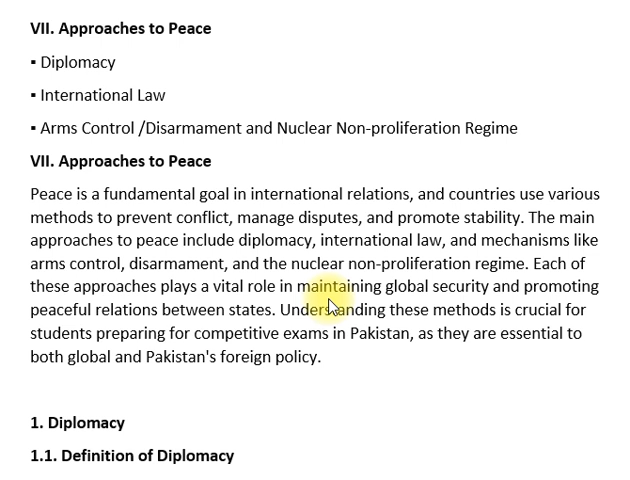 VII. Approaches to Peace
▪ Diplomacy
▪ International Law
▪ Arms Control /Disarmament and Nuclear Non-proliferation Regime
VII. Approaches to Peace
Peace is a fundamental goal in international relations, and countries use various
methods to prevent conflict, manage disputes, and promote stability. The main
approaches to peace include diplomacy, international law, and mechanisms like
arms control, disarmament, and the nuclear non-proliferation regime. Each of
these approaches plays a vital role in maintaining global security and promoting
peaceful relations between states. Understanding these methods is crucial for
students preparing for competitive exams in Pakistan, as they are essential to
both global and Pakistan's foreign policy.
1. Diplomacy
1.1. Definition of Diplomacy